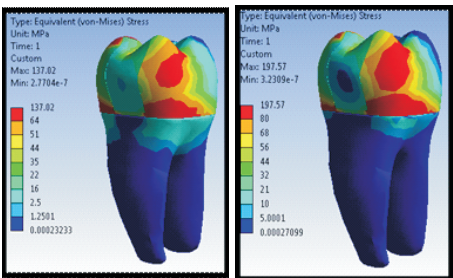 Type: Equivalent (von-Mises) Stress
Unit: MPa
Time: 1
Custom
Max: 137.02
Min: 2.7704e-7
137.02
64
51
44
35
22
16
2.5
1.2501
0.00023233
Type: Equivalent (von-Mises) Stress
Unit: MPa
Time: 1
Custom
Max: 197.57
Min: 3.2309e-7
197.57
80
68
56
44
32
21
10
5.0001
0.00027099